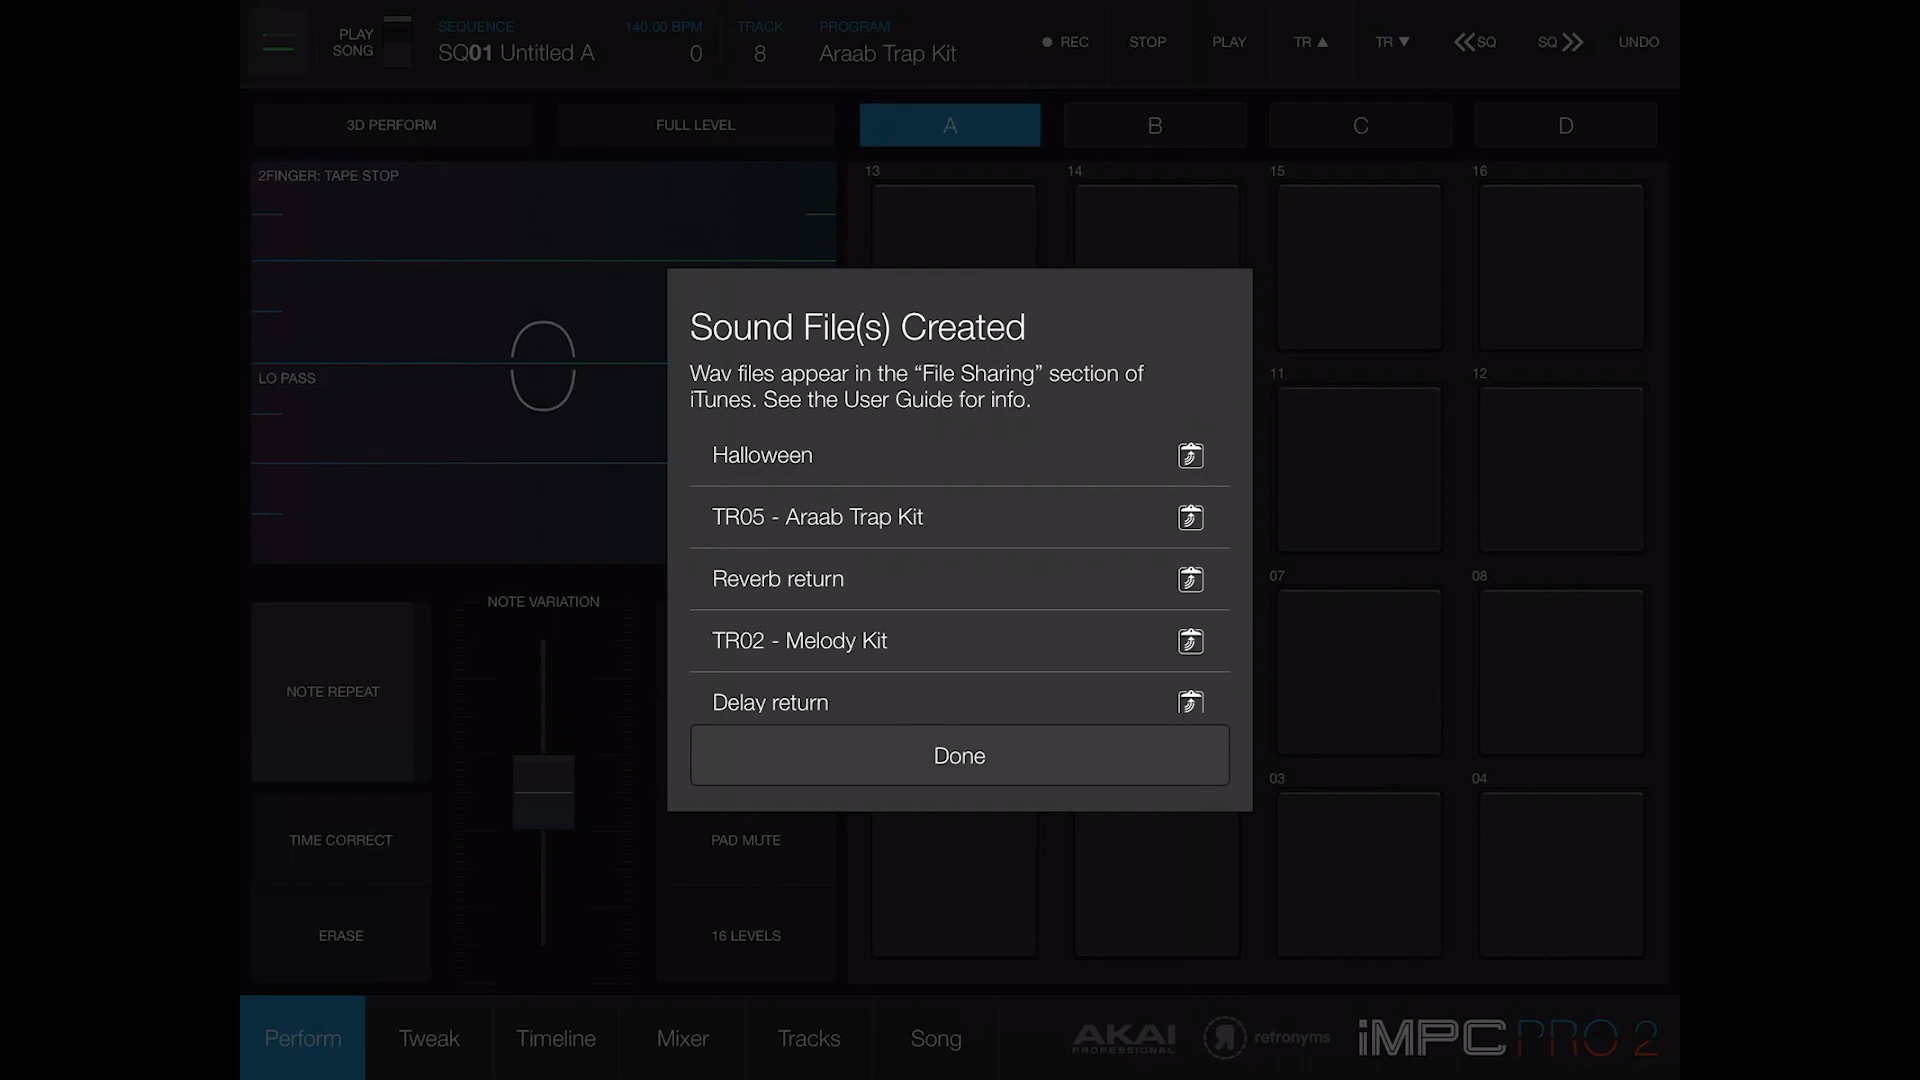 PLAY
SONG
SEQUENCE
SQ01 Untitled A
140.00 BPM
0
TRACK
8
PROGRAM
Araab Trap Kit
REC
STOP
PLAY
TR ▲
TR ▼
SQ
SQ
UNDO
3D PERFORM
FULL LEVEL
A
B
C
D
2FINGER: TAPE STOP
13
14
15
16
Sound File(s) Created
Wav files appear in the “File Sharing” section of
iTunes. See the User Guide for info.
LO PASS
11
12
Halloween
TR05 - Araab Trap Kit
Reverb return
TR02 - Melody Kit
Delay return
Done
07
08
NOTE VARIATION
NOTE REPEAT
03
04
TIME CORRECT
PAD MUTE
ERASE
16 LEVELS
Perform
Tweak
Timeline
Mixer
Tracks
Song
AKAI
PROFESSIONAL
retronyms
iMPC PRO 2